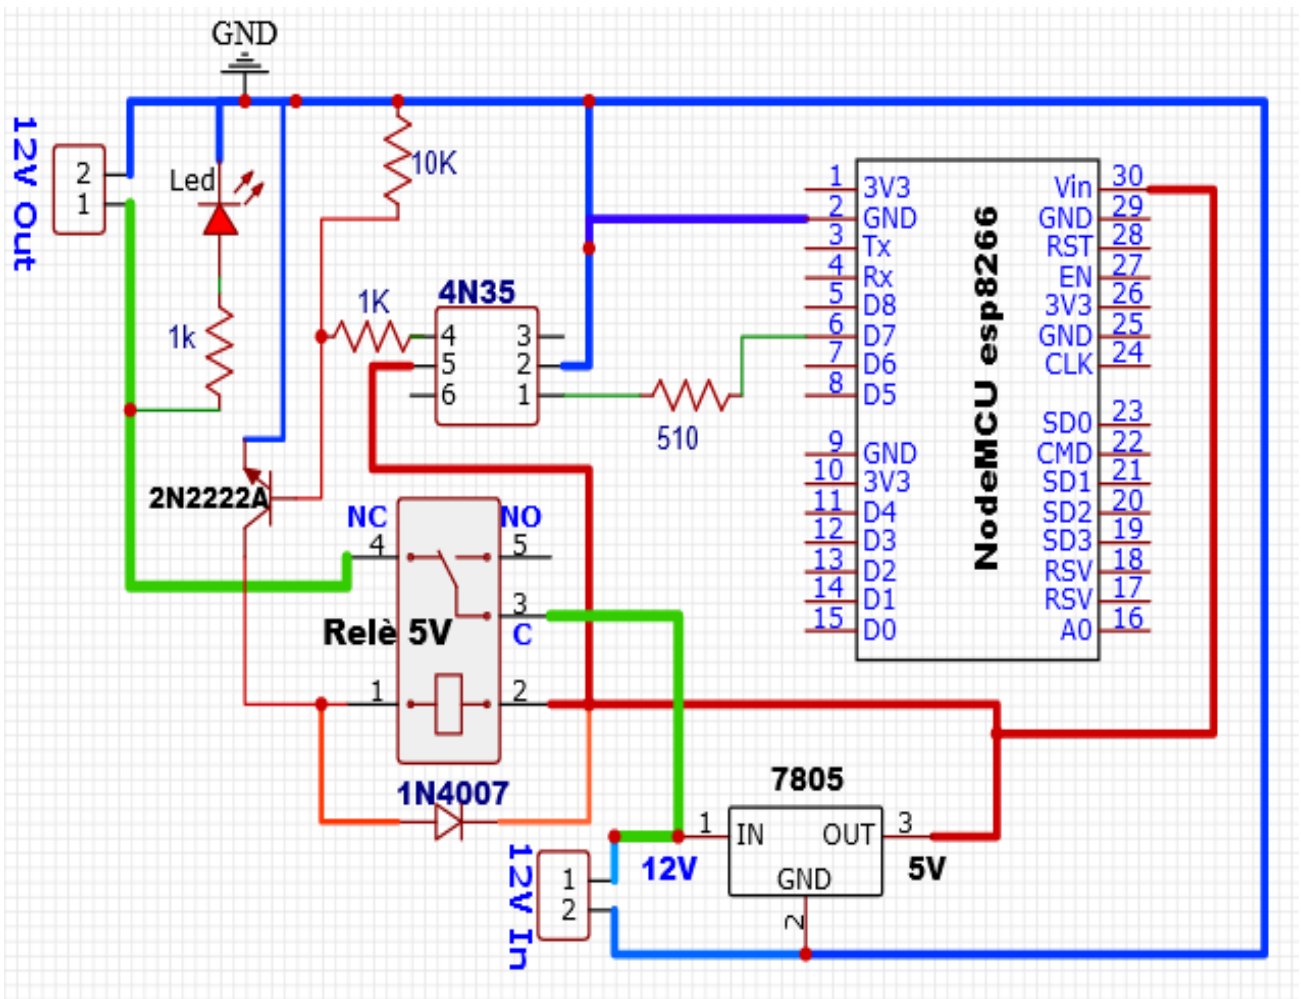 GND
12V Out
2
1
Led
10K
1k
1K
4N35
4
5
6
3
2
1
510
2N2222A
NC
NO
4
5
3
C
Relè 5V
1
2
1N4007
12V In
1
2
12V
7805
1
IN
OUT
3
GND
2
5V
NodeMCU esp8266
1 3V3
2 GND
3 Tx
4 Rx
5 D8
6 D7
7 D6
8 D5
9 GND
10 3V3
11 D4
12 D3
13 D2
14 D1
15 D0
Vin 30
GND 29
RST 28
EN 27
3V3 26
GND 25
CLK 24
SD0 23
CMD 22
SD1 21
SD2 20
SD3 19
RSV 18
RSV 17
A0 16